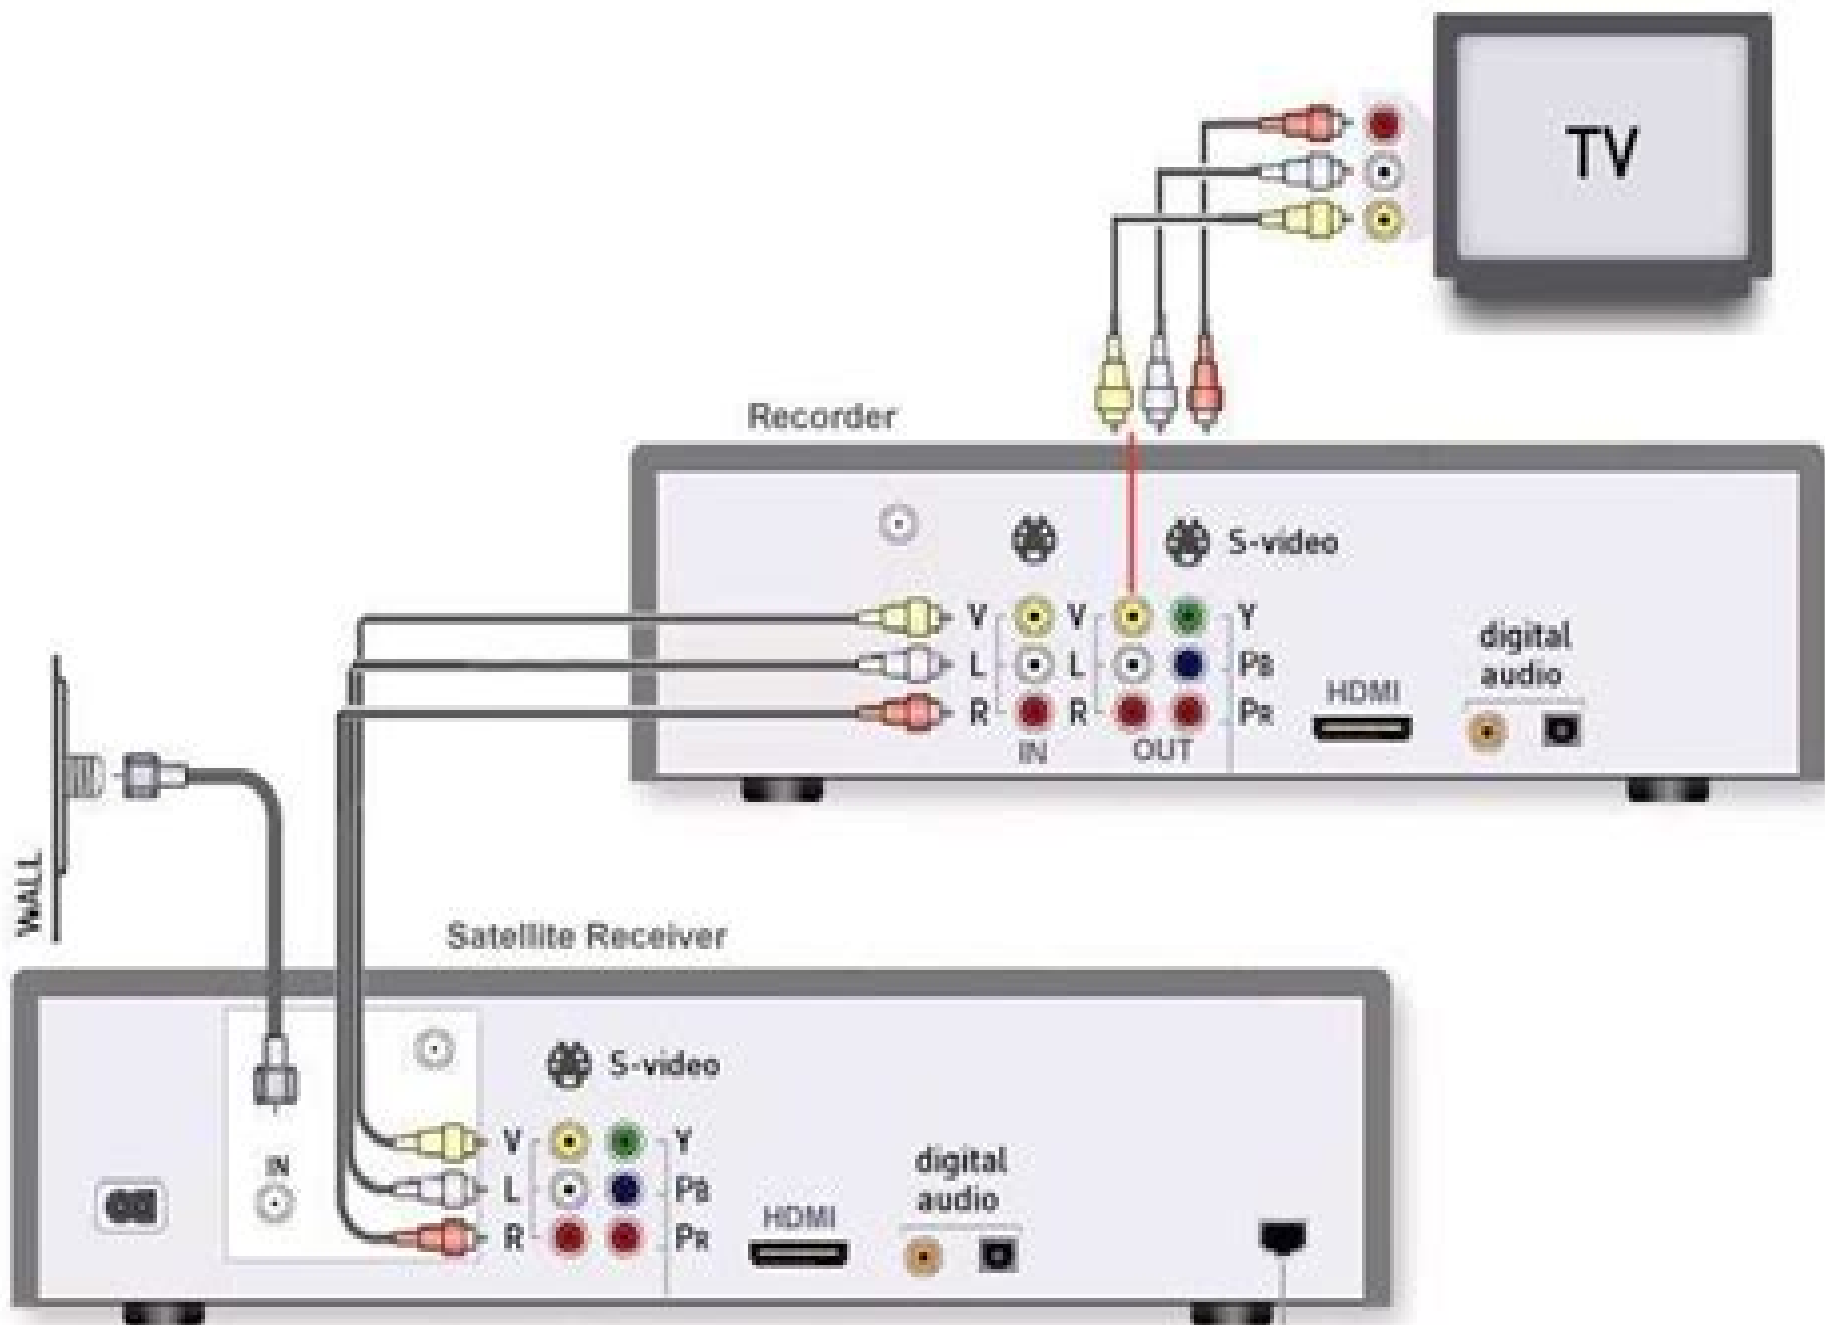 TV
Recorder
S-video
V V Y
L L PB
R R PR
IN OUT
HDMI
digital
audio
WALL
Satellite Receiver
S-video
IN
V Y
L PB
R PR
HDMI
digital
audio